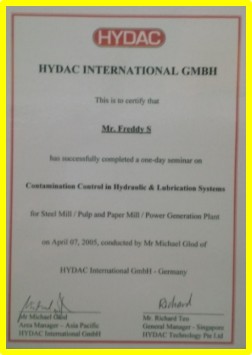 HYDAC
HYDAC INTERNATIONAL GMBH
This is to certify that
Mr. Freddy S
has successfully completed a one-day seminar on
Contamination Control in Hydraulic & Lubrication Systems
for Steel Mill / Pulp and Paper Mill / Power Generation Plant
on April 07, 2005, conducted by Mr Michael Glud of
HYDAC International GmbH - Germany
Richard
Mr Michael Glud
Area Manager - Asia Pacific
HYDAC International GmbH
Mr. Richard Teo
General Manager - Singapore
HYDAC Technology Pte Ltd